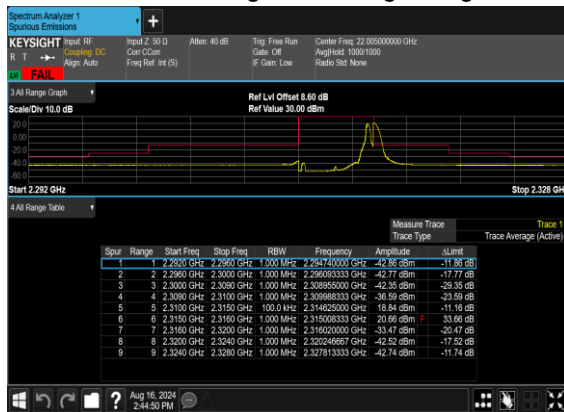 Spectrum Analyzer 1
Spurious Emissions
KEYSIGHT Input: RF Input Z: 50 Ω Atten: 40 dB Trig: Free Run Center Freq: 22.005000000 GHz
R T Coupling: DC Corr CCorr Gate: Off Avg|Hold: 1000/1000
Align: Auto Freq Ref: Int (S) IF Gain: Low Radio Std: None
LW FAIL
3 All Range Graph Ref Lvl Offset 8.60 dB
Scale/Div 10.0 dB Ref Value 30.00 dBm
20.0
0.00
-20.0
-40.0
-60.0
Start 2.292 GHz Stop 2.328 GH
4 All Range Table
Measure Trace Trace 1
Trace Type Trace Average (Active)
Spur Range Start Freq Stop Freq RBW Frequency Amplitude ΔLimit
1 1 2.2920 GHz 2.2960 GHz 1.000 MHz 2.294740000 GHz -42.86 dBm -11.86 dB
2 2 2.2960 GHz 2.3000 GHz 1.000 MHz 2.296093333 GHz -42.77 dBm -17.77 dB
3 3 2.3000 GHz 2.3090 GHz 1.000 MHz 2.308955000 GHz -42.35 dBm -29.35 dB
4 4 2.3090 GHz 2.3100 GHz 1.000 MHz 2.309988333 GHz -36.59 dBm -23.59 dB
5 5 2.3100 GHz 2.3150 GHz 100.0 kHz 2.314625000 GHz 18.84 dBm -11.16 dB
6 6 2.3150 GHz 2.3160 GHz 1.000 MHz 2.315008333 GHz 20.66 dBm F 33.66 dB
7 7 2.3160 GHz 2.3200 GHz 1.000 MHz 2.316020000 GHz -33.47 dBm -20.47 dB
8 8 2.3200 GHz 2.3240 GHz 1.000 MHz 2.320246667 GHz -42.52 dBm -17.52 dB
9 9 2.3240 GHz 2.3280 GHz 1.000 MHz 2.327813333 GHz -42.74 dBm -11.74 dB
? Aug 16, 2024
2:44:50 PM